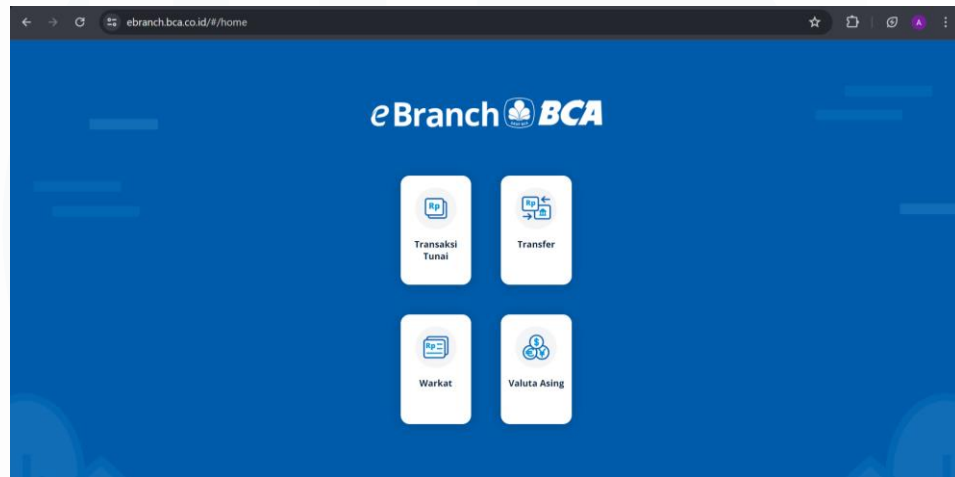 ebranch.bca.co.id/#/home
A
eBranch BCA
Rp
Rp
Transaksi
Tunai
Transfer
Rp
$
€ ¥
Warkat
Valuta Asing